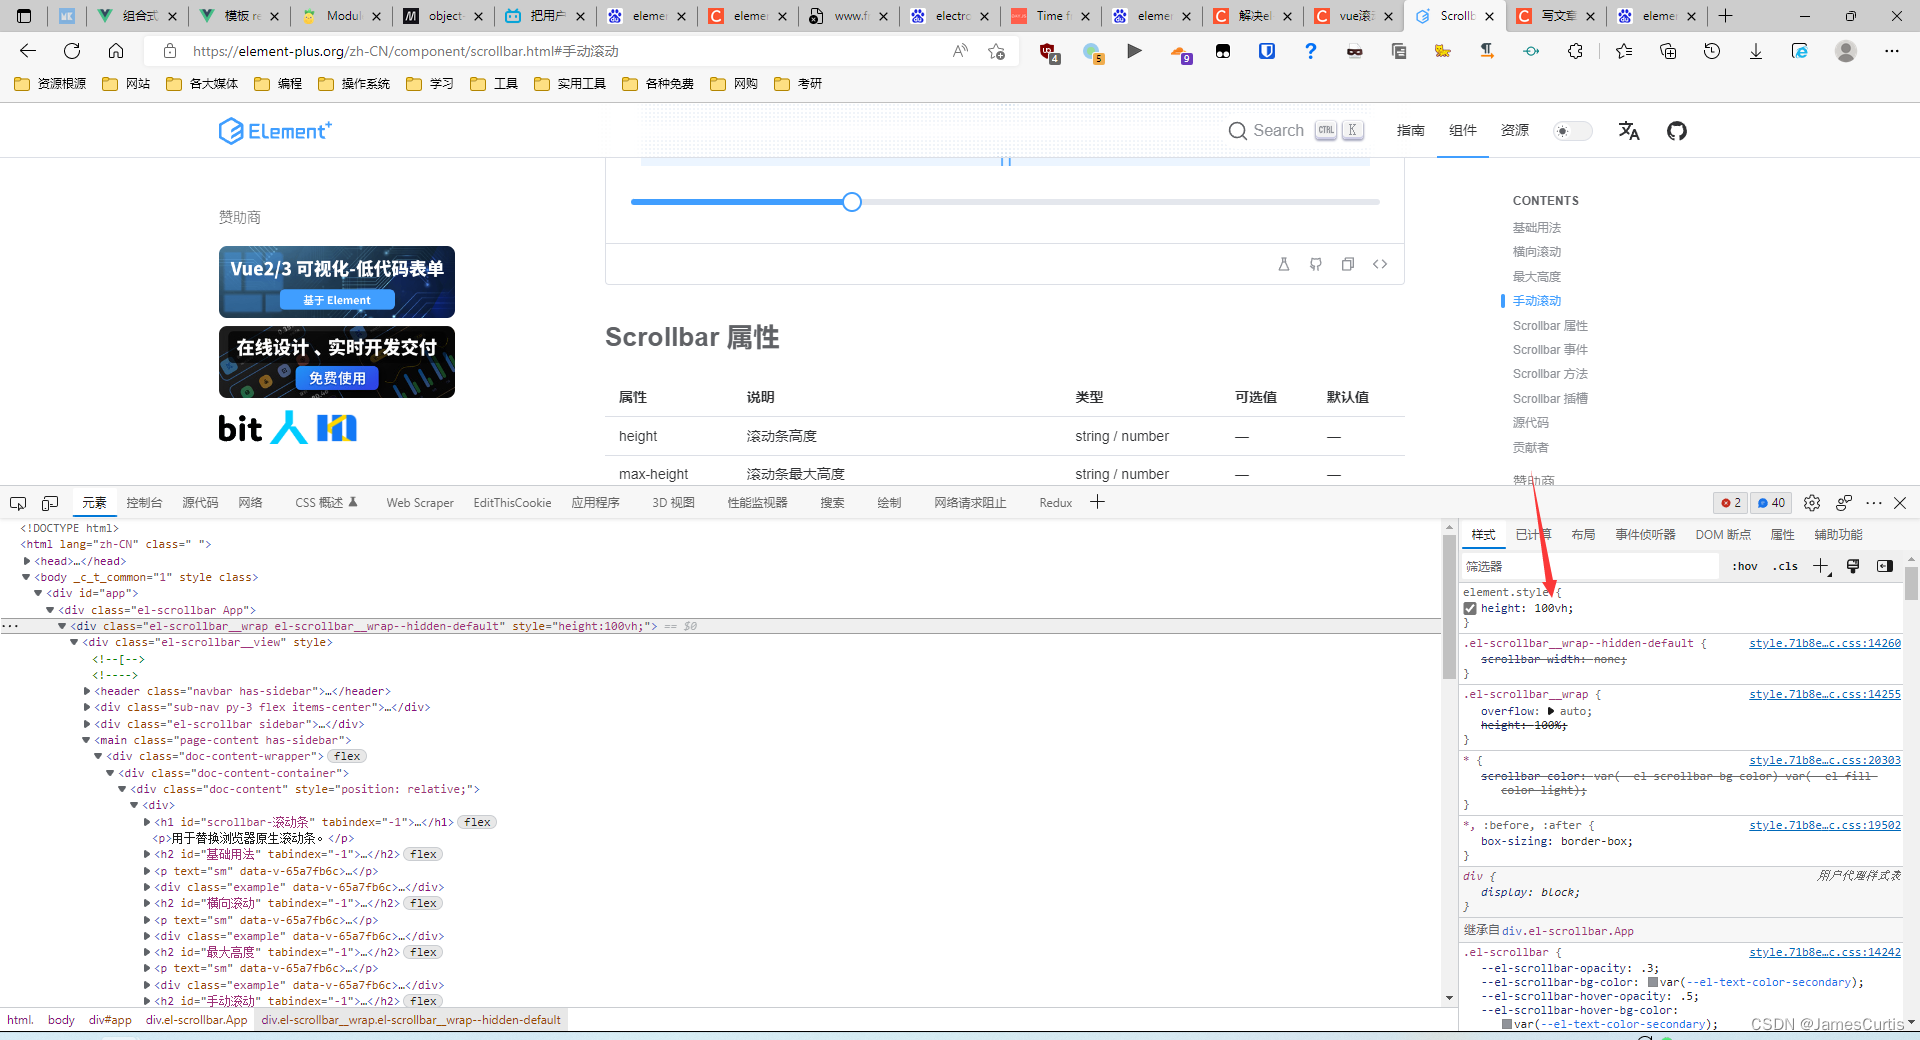 组合式
模板 re
Modul
object
把用户
elemer
elemer
www.fr
electro
Time f
elemer
解决el
vue滚
Scrollb
写文章
elemer
https://element-plus.org/zh-CN/component/scrollbar.html#手动滚动
4
5
9
资源根源
网站
各大媒体
编程
操作系统
学习
工具
实用工具
各种免费
网购
考研
Element+
Search
CTRL
K
指南
组件
资源
赞助商
Vue2/3 可视化-低代码表单
基于 Element
在线设计、实时开发交付
免费使用
bit
Scrollbar 属性
属性 说明 类型 可选值 默认值
height 滚动条高度 string / number — —
max-height 滚动条最大高度 string / number — —
CONTENTS
基础用法
横向滚动
最大高度
手动滚动
Scrollbar 属性
Scrollbar 事件
Scrollbar 方法
Scrollbar 插槽
源代码
贡献者
赞助商
元素
控制台
源代码
网络
CSS 概述
Web Scraper
EditThisCookie
应用程序
3D 视图
性能监视器
搜索
绘制
网络请求阻止
Redux
2
40
<!DOCTYPE html>
<html lang="zh-CN" class=" ">
<head>…</head>
<body _c_t_common="1" style class>
<div id="app">
<div class="el-scrollbar App">
<div class="el-scrollbar__wrap el-scrollbar__wrap--hidden-default" style="height:100vh;"> == $0
<div class="el-scrollbar__view" style>
<!--[-->
<!---->
<header class="navbar has-sidebar">…</header>
<div class="sub-nav py-3 flex items-center">…</div>
<div class="el-scrollbar sidebar">…</div>
<main class="page-content has-sidebar">
<div class="doc-content-wrapper"> flex
<div class="doc-content-container">
<div class="doc-content" style="position: relative;">
<div>
<h1 id="scrollbar-滚动条" tabindex="-1">…</h1> flex
<p>用于替换浏览器原生滚动条。</p>
<h2 id="基础用法" tabindex="-1">…</h2> flex
<p text="sm" data-v-65a7fb6c>…</p>
<div class="example" data-v-65a7fb6c>…</div>
<h2 id="横向滚动" tabindex="-1">…</h2> flex
<p text="sm" data-v-65a7fb6c>…</p>
<div class="example" data-v-65a7fb6c>…</div>
<h2 id="最大高度" tabindex="-1">…</h2> flex
<p text="sm" data-v-65a7fb6c>…</p>
<div class="example" data-v-65a7fb6c>…</div>
<h2 id="手动滚动" tabindex="-1">…</h2> flex
html.
body
div#app
div.el-scrollbar.App
div.el-scrollbar__wrap.el-scrollbar__wrap--hidden-default
样式
已计算
布局
事件侦听器
DOM 断点
属性
辅助功能
筛选器
:hov
.cls
element.style {
height: 100vh;
}
.el-scrollbar__wrap--hidden-default { style.71b8e…c.css:14260
scrollbar-width: none;
}
.el-scrollbar__wrap { style.71b8e…c.css:14255
overflow: auto;
height: 100%;
}
* { style.71b8e…c.css:20303
scrollbar-color: var(--el-scrollbar-bg-color) var(--el-fill-
color-light);
}
*, :before, :after { style.71b8e…c.css:19502
box-sizing: border-box;
}
div { 用户代理样式表
display: block;
}
继承自 div.el-scrollbar.App
.el-scrollbar { style.71b8e…c.css:14242
--el-scrollbar-opacity: .3;
--el-scrollbar-bg-color: var(--el-text-color-secondary);
--el-scrollbar-hover-opacity: .5;
--el-scrollbar-hover-bg-color:
var(--el-text-color-secondary);
CSDN @JamesCurtis